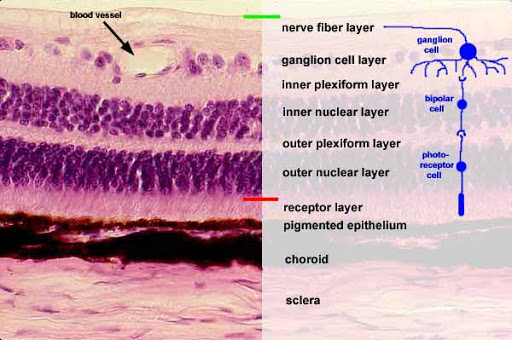 blood vessel
nerve fiber layer
ganglion
cell
ganglion cell layer
inner plexiform layer
bipolar
cell
inner nuclear layer
outer plexiform layer
photo-
receptor
cell
outer nuclear layer
receptor layer
pigmented epithelium
choroid
sclera